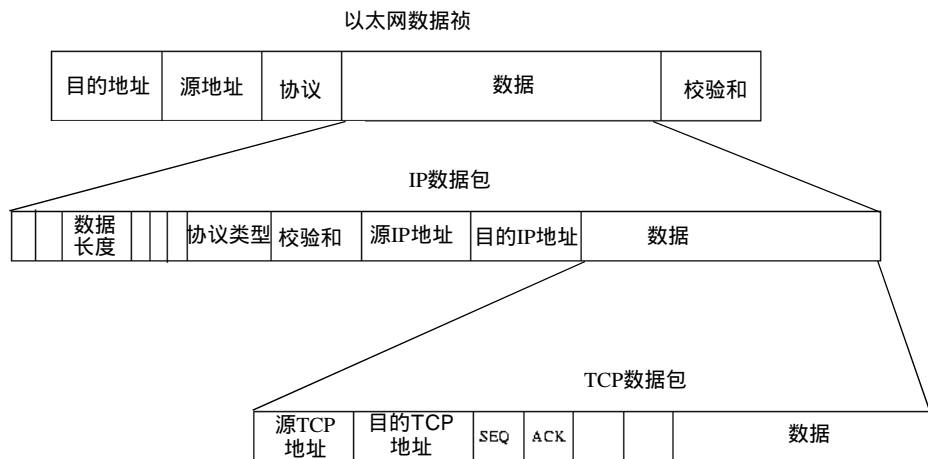 以太网数据祯
目的地址 源地址 协议 数据 校验和
IP数据包
数据
长度
协议类型 校验和 源IP地址 目的IP地址 数据
TCP数据包
源TCP
地址
目的TCP
地址
SEQ ACK 数据